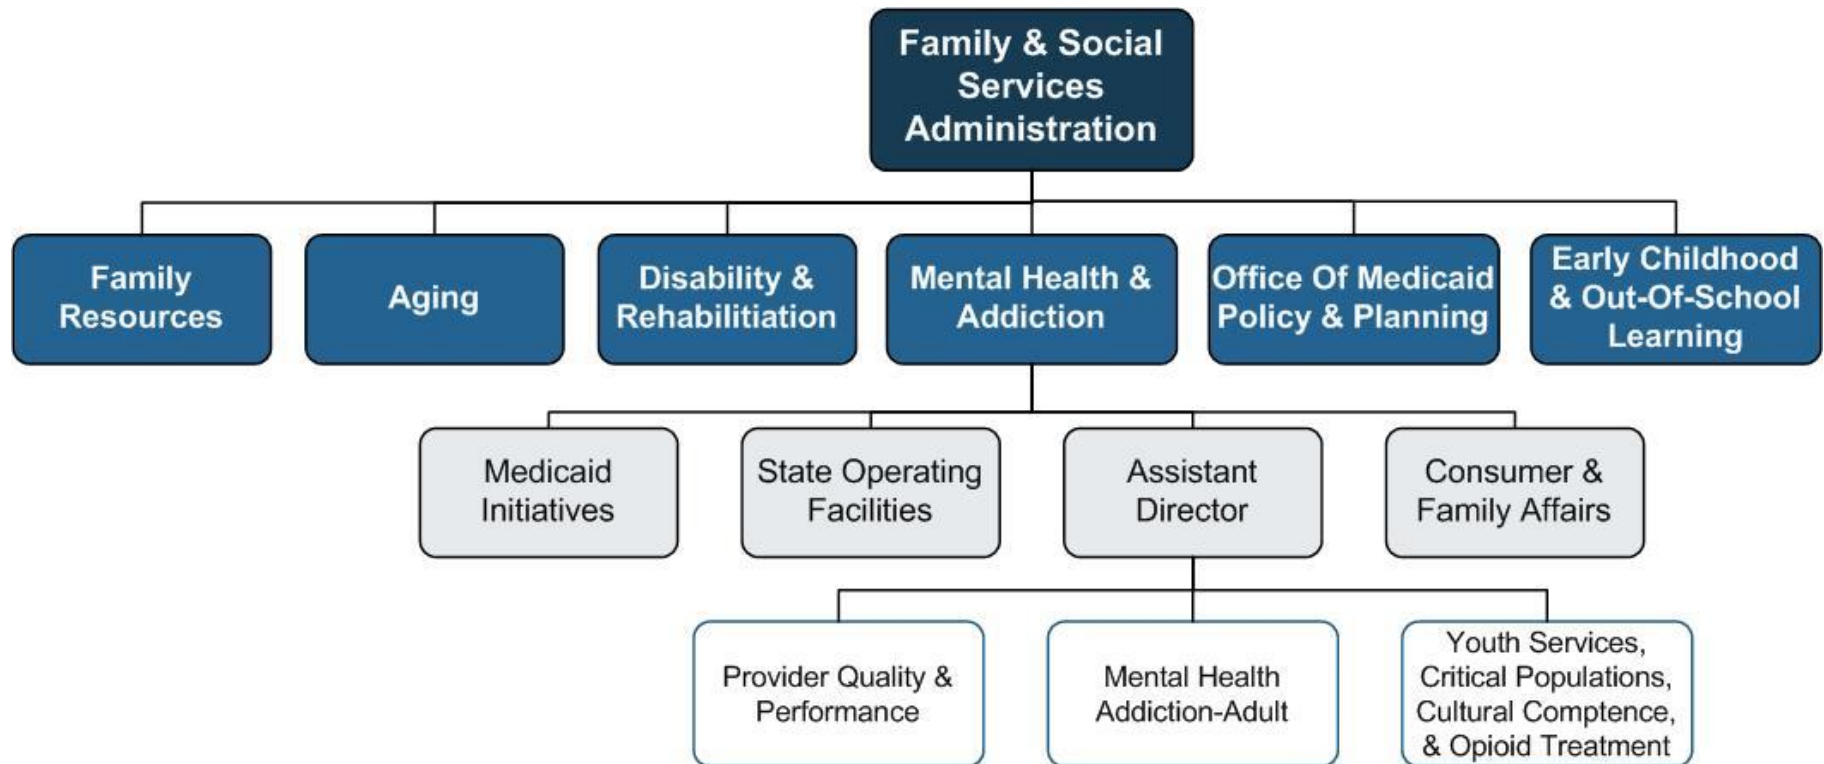 Family & Social
Services
Administration
Family
Resources
Aging
Disability &
Rehabilitiation
Mental Health &
Addiction
Office Of Medicaid
Policy & Planning
Early Childhood
& Out-Of-School
Learning
Medicaid
Initiatives
State Operating
Facilities
Assistant
Director
Consumer &
Family Affairs
Provider Quality &
Performance
Mental Health
Addiction-Adult
Youth Services,
Critical Populations,
Cultural Comptence,
& Opioid Treatment